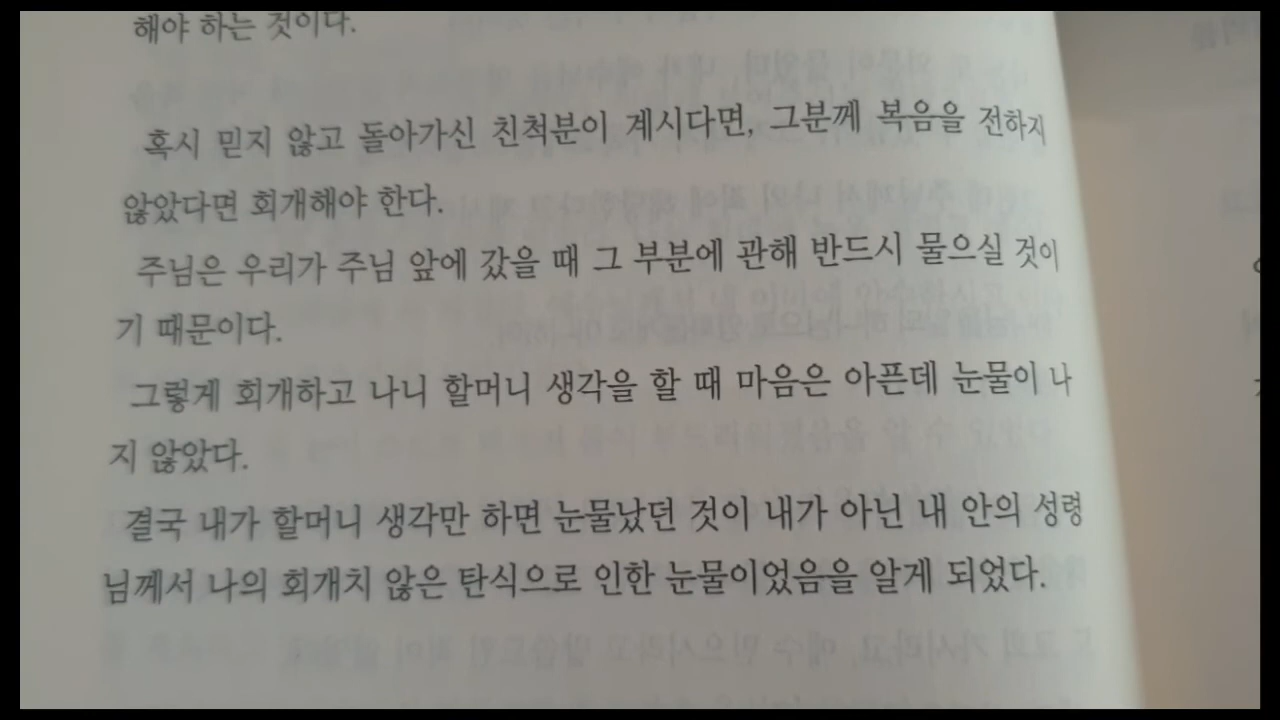 해야 하는 것이다.
혹시 믿지 않고 돌아가신 친척분이 계시다면, 그분께 복음을 전하지
않았다면 회개해야 한다.
주님은 우리가 주님 앞에 갔을 때 그 부분에 관해 반드시 물으실 것이
기 때문이다.
그렇게 회개하고 나니 할머니 생각을 할 때 마음은 아픈데 눈물이 나
지 않았다.
결국 내가 할머니 생각만 하면 눈물났던 것이 내가 아닌 내 안의 성령
님께서 나의 회개치 않은 탄식으로 인한 눈물이었음을 알게 되었다.